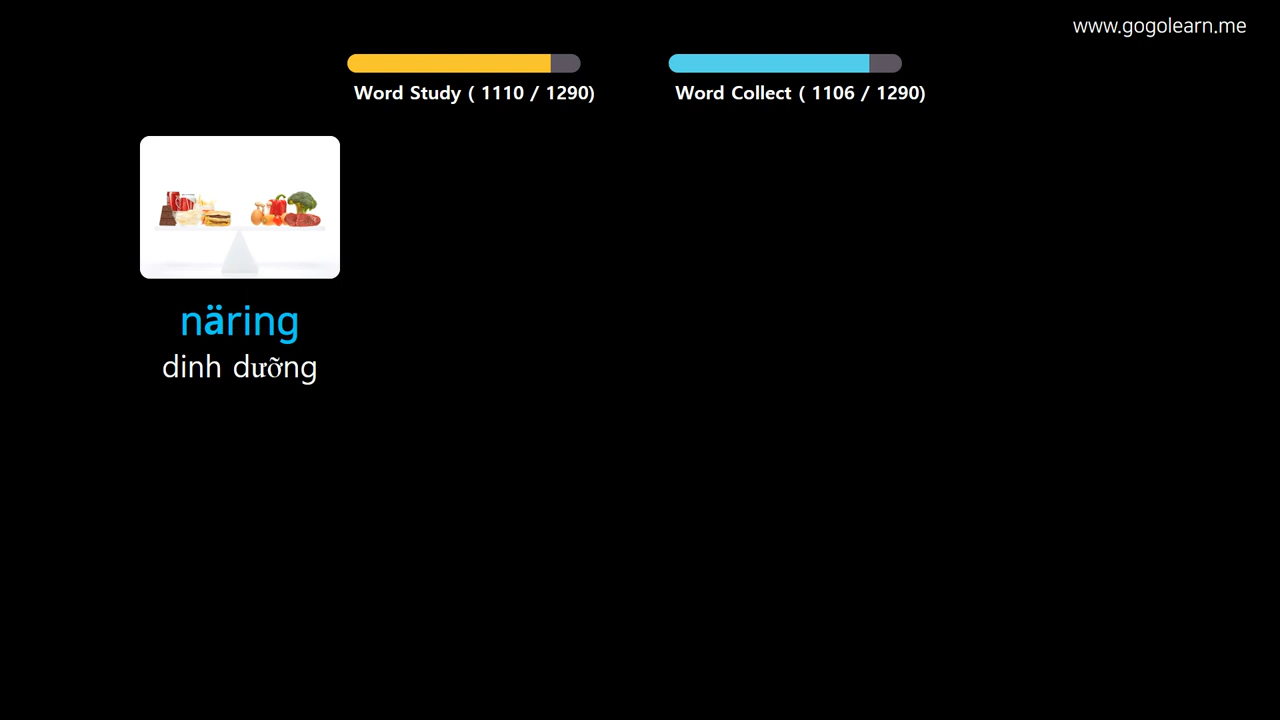 www.gogolearn.me
Word Study ( 1110 / 1290)
Word Collect ( 1106 / 1290)
näring
dinh dưỡng